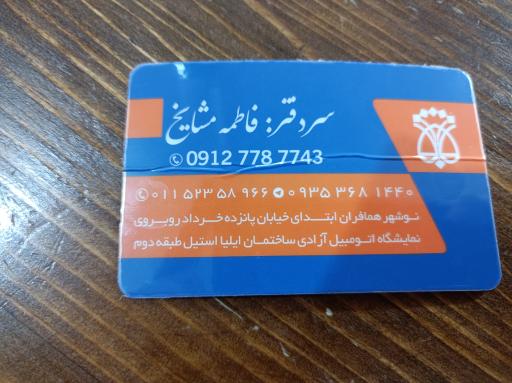 سردفتر: فاطمه مشایخ
0912 778 7743
۰۱۱ ۵۲۳ ۵۸ ۹۶۶ ۰۹۳۵ ۳۶۸ ۱۴۴۰
نوشهر همافران ابتدای خیابان پانزده خرداد روبروی
نمایشگاه اتومبیل آزادی ساختمان ایلیا استیل طبقه دوم